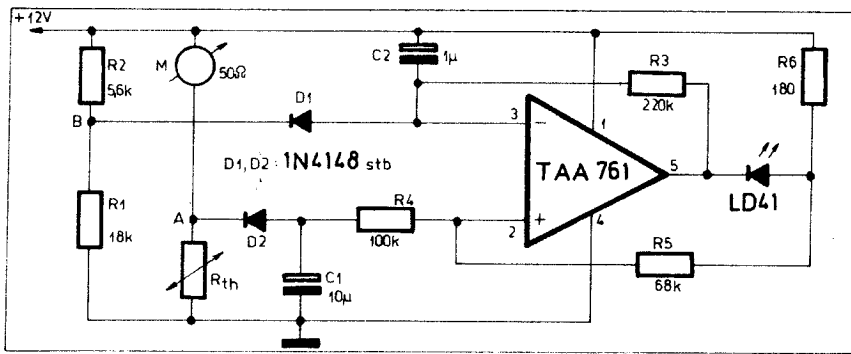 +12V
R2
5,6k
M
50Ω
C2
1µ
R3
220k
R6
180
B
D1
3
−
1
D1, D2 : 1N4148 stb
TAA 761
5
LD41
R1
18k
A
D2
R4
100k
2
+
4
Rth
C1
10µ
R5
68k